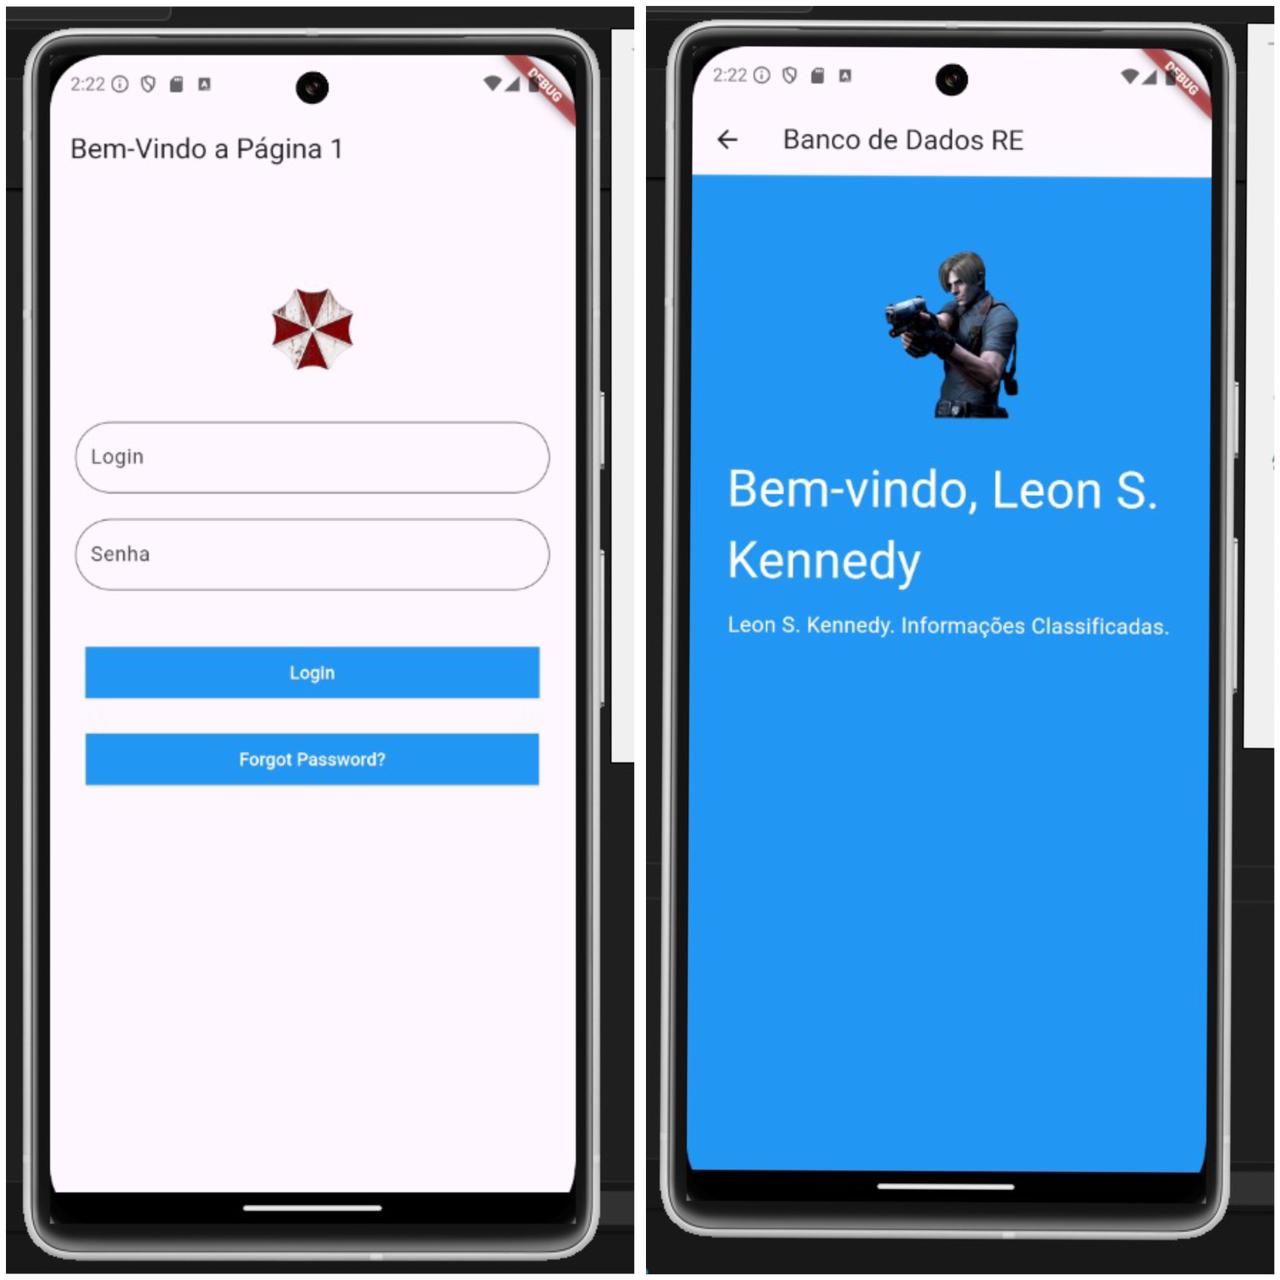 2:22
DEBUG
Bem-Vindo a Página 1
Login
Senha
Login
Forgot Password?
2:22
DEBUG
Banco de Dados RE
Bem-vindo, Leon S.
Kennedy
Leon S. Kennedy. Informações Classificadas.